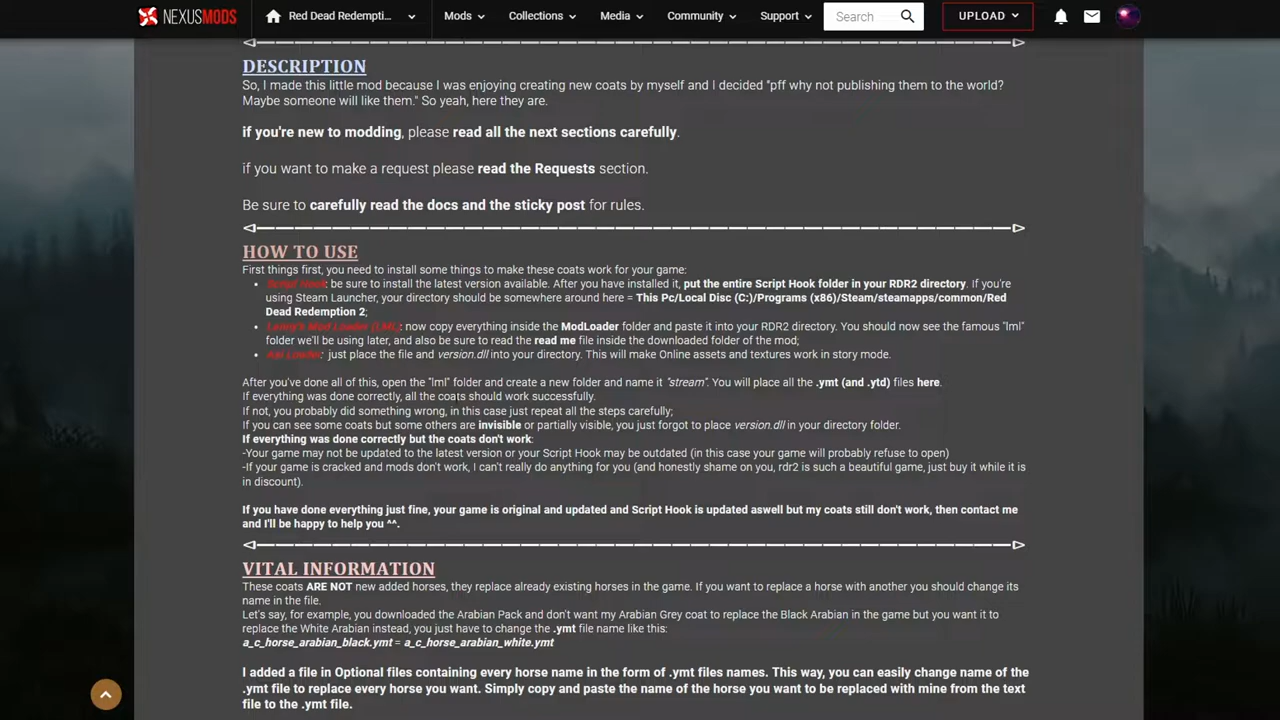 NEXUSMODS Red Dead Redempti... Mods Collections Media Community Support Search UPLOAD
DESCRIPTION
So, I made this little mod because I was enjoying creating new coats by myself and I decided "pff why not publishing them to the world?
Maybe someone will like them." So yeah, here they are.
if you're new to modding, please read all the next sections carefully.
if you want to make a request please read the Requests section.
Be sure to carefully read the docs and the sticky post for rules.
HOW TO USE
First things first, you need to install some things to make these coats work for your game:
Script Hook: be sure to install the latest version available. After you have installed it, put the entire Script Hook folder in your RDR2 directory. If you're
using Steam Launcher, your directory should be somewhere around here = This Pc/Local Disc (C:)/Programs (x86)/Steam/steamapps/common/Red
Dead Redemption 2;
Lenny's Mod Loader (LML): now copy everything inside the ModLoader folder and paste it into your RDR2 directory. You should now see the famous "lml"
folder we'll be using later, and also be sure to read the read me file inside the downloaded folder of the mod;
Asi Loader: just place the file and version.dll into your directory. This will make Online assets and textures work in story mode.
After you've done all of this, open the "lml" folder and create a new folder and name it "stream". You will place all the .ymt (and .ytd) files here.
If everything was done correctly, all the coats should work successfully.
If not, you probably did something wrong, in this case just repeat all the steps carefully;
If you can see some coats but some others are invisible or partially visible, you just forgot to place version.dll in your directory folder.
If everything was done correctly but the coats don't work:
-Your game may not be updated to the latest version or your Script Hook may be outdated (in this case your game will probably refuse to open)
-If your game is cracked and mods don't work, I can't really do anything for you (and honestly shame on you, rdr2 is such a beautiful game, just buy it while it is
in discount).
If you have done everything just fine, your game is original and updated and Script Hook is updated aswell but my coats still don't work, then contact me
and I'll be happy to help you ^^.
VITAL INFORMATION
These coats ARE NOT new added horses, they replace already existing horses in the game. If you want to replace a horse with another you should change its
name in the file.
Let's say, for example, you downloaded the Arabian Pack and don't want my Arabian Grey coat to replace the Black Arabian in the game but you want it to
replace the White Arabian instead, you just have to change the .ymt file name like this:
a_c_horse_arabian_black.ymt = a_c_horse_arabian_white.ymt
I added a file in Optional files containing every horse name in the form of .ymt files names. This way, you can easily change name of the
.ymt file to replace every horse you want. Simply copy and paste the name of the horse you want to be replaced with mine from the text
file to the .ymt file.